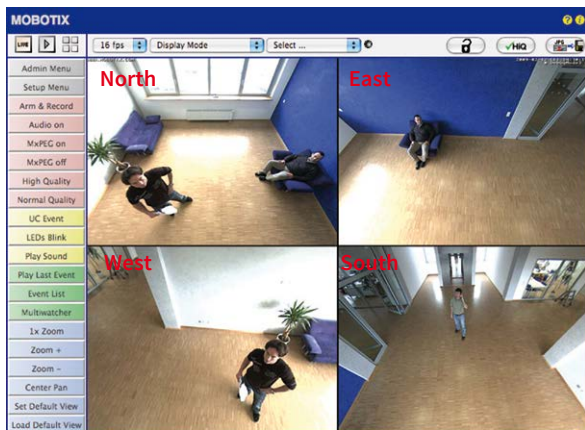 MOBOTIX
LIVE
16 fps
Display Mode
Select ...
HiQ
Admin Menu
Setup Menu
Arm & Record
Audio on
MxPEG on
MxPEG off
High Quality
Normal Quality
UC Event
LEDs Blink
Play Sound
Play Last Event
Event List
Multiwatcher
1x Zoom
Zoom +
Zoom –
Center Pan
Set Default View
Load Default View
North
East
West
South